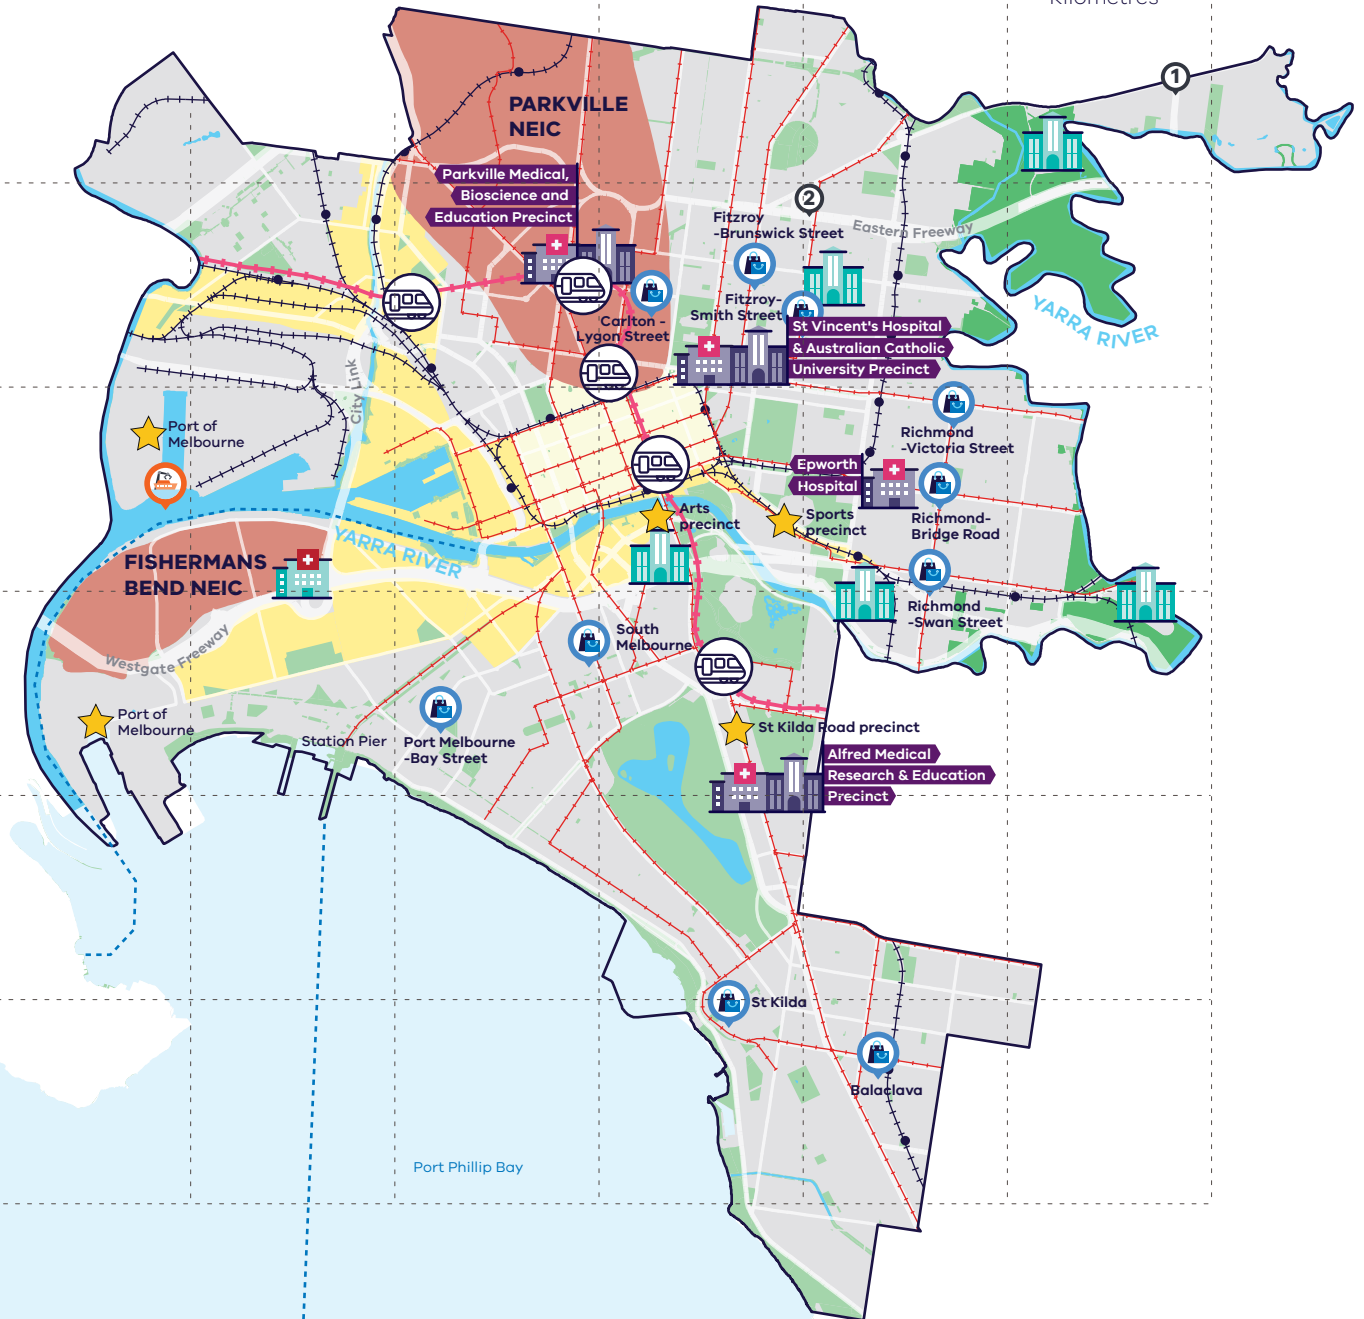 Kilometres
1
PARKVILLE
NEIC
Parkville Medical,
Bioscience and
Education Precinct
2
Fitzroy
-Brunswick Street
Eastern Freeway
Fitzroy-
Smith Street
YARRA RIVER
Carlton -
Lygon Street
St Vincent's Hospital
& Australian Catholic
University Precinct
City Link
Port of
Melbourne
Richmond
-Victoria Street
Epworth
Hospital
Arts
precinct
Sports
precinct
Richmond-
Bridge Road
YARRA RIVER
FISHERMANS
BEND NEIC
Richmond
-Swan Street
Westgate Freeway
South
Melbourne
Port of
Melbourne
Station Pier
Port Melbourne
-Bay Street
St Kilda Road precinct
Alfred Medical
Research & Education
Precinct
St Kilda
Balaclava
Port Phillip Bay